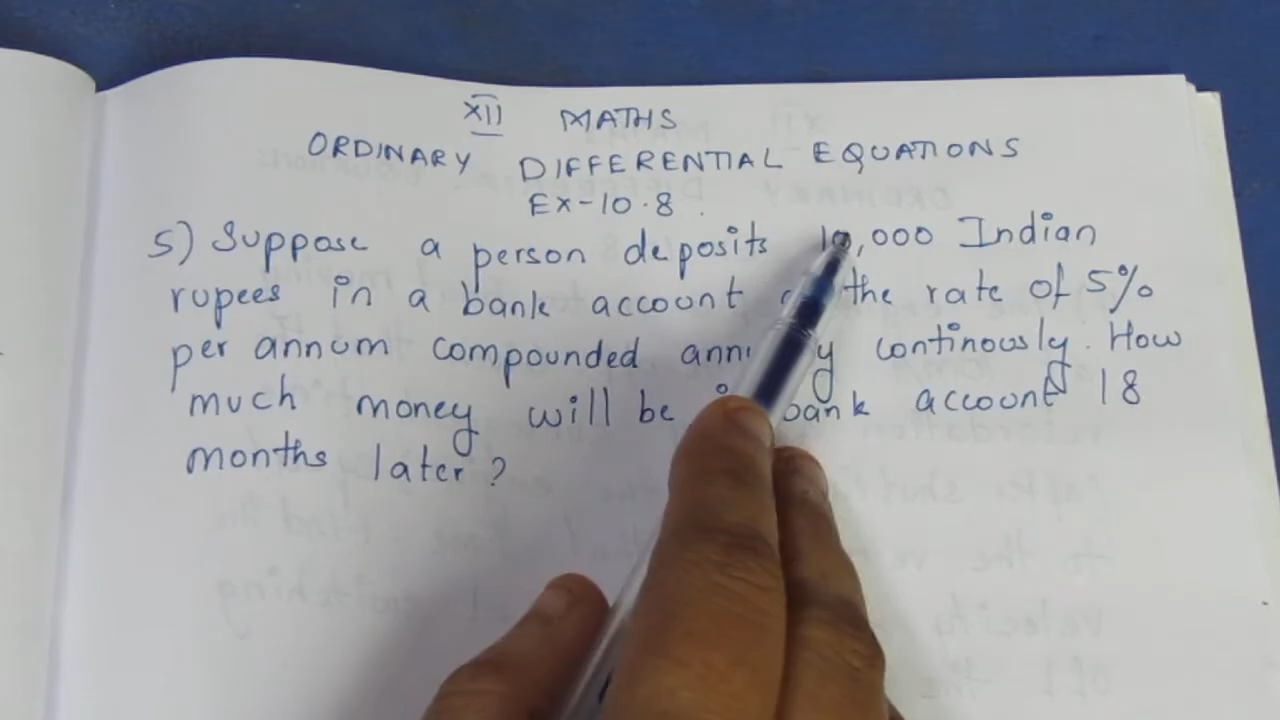 XII MATHS
ORDINARY DIFFERENTIAL EQUATIONS
Ex-10.8
5) Suppose a person deposits 10,000 Indian
rupees in a bank account the rate of 5%
per annum compounded continously. How
much money will be bank account 18
months later?